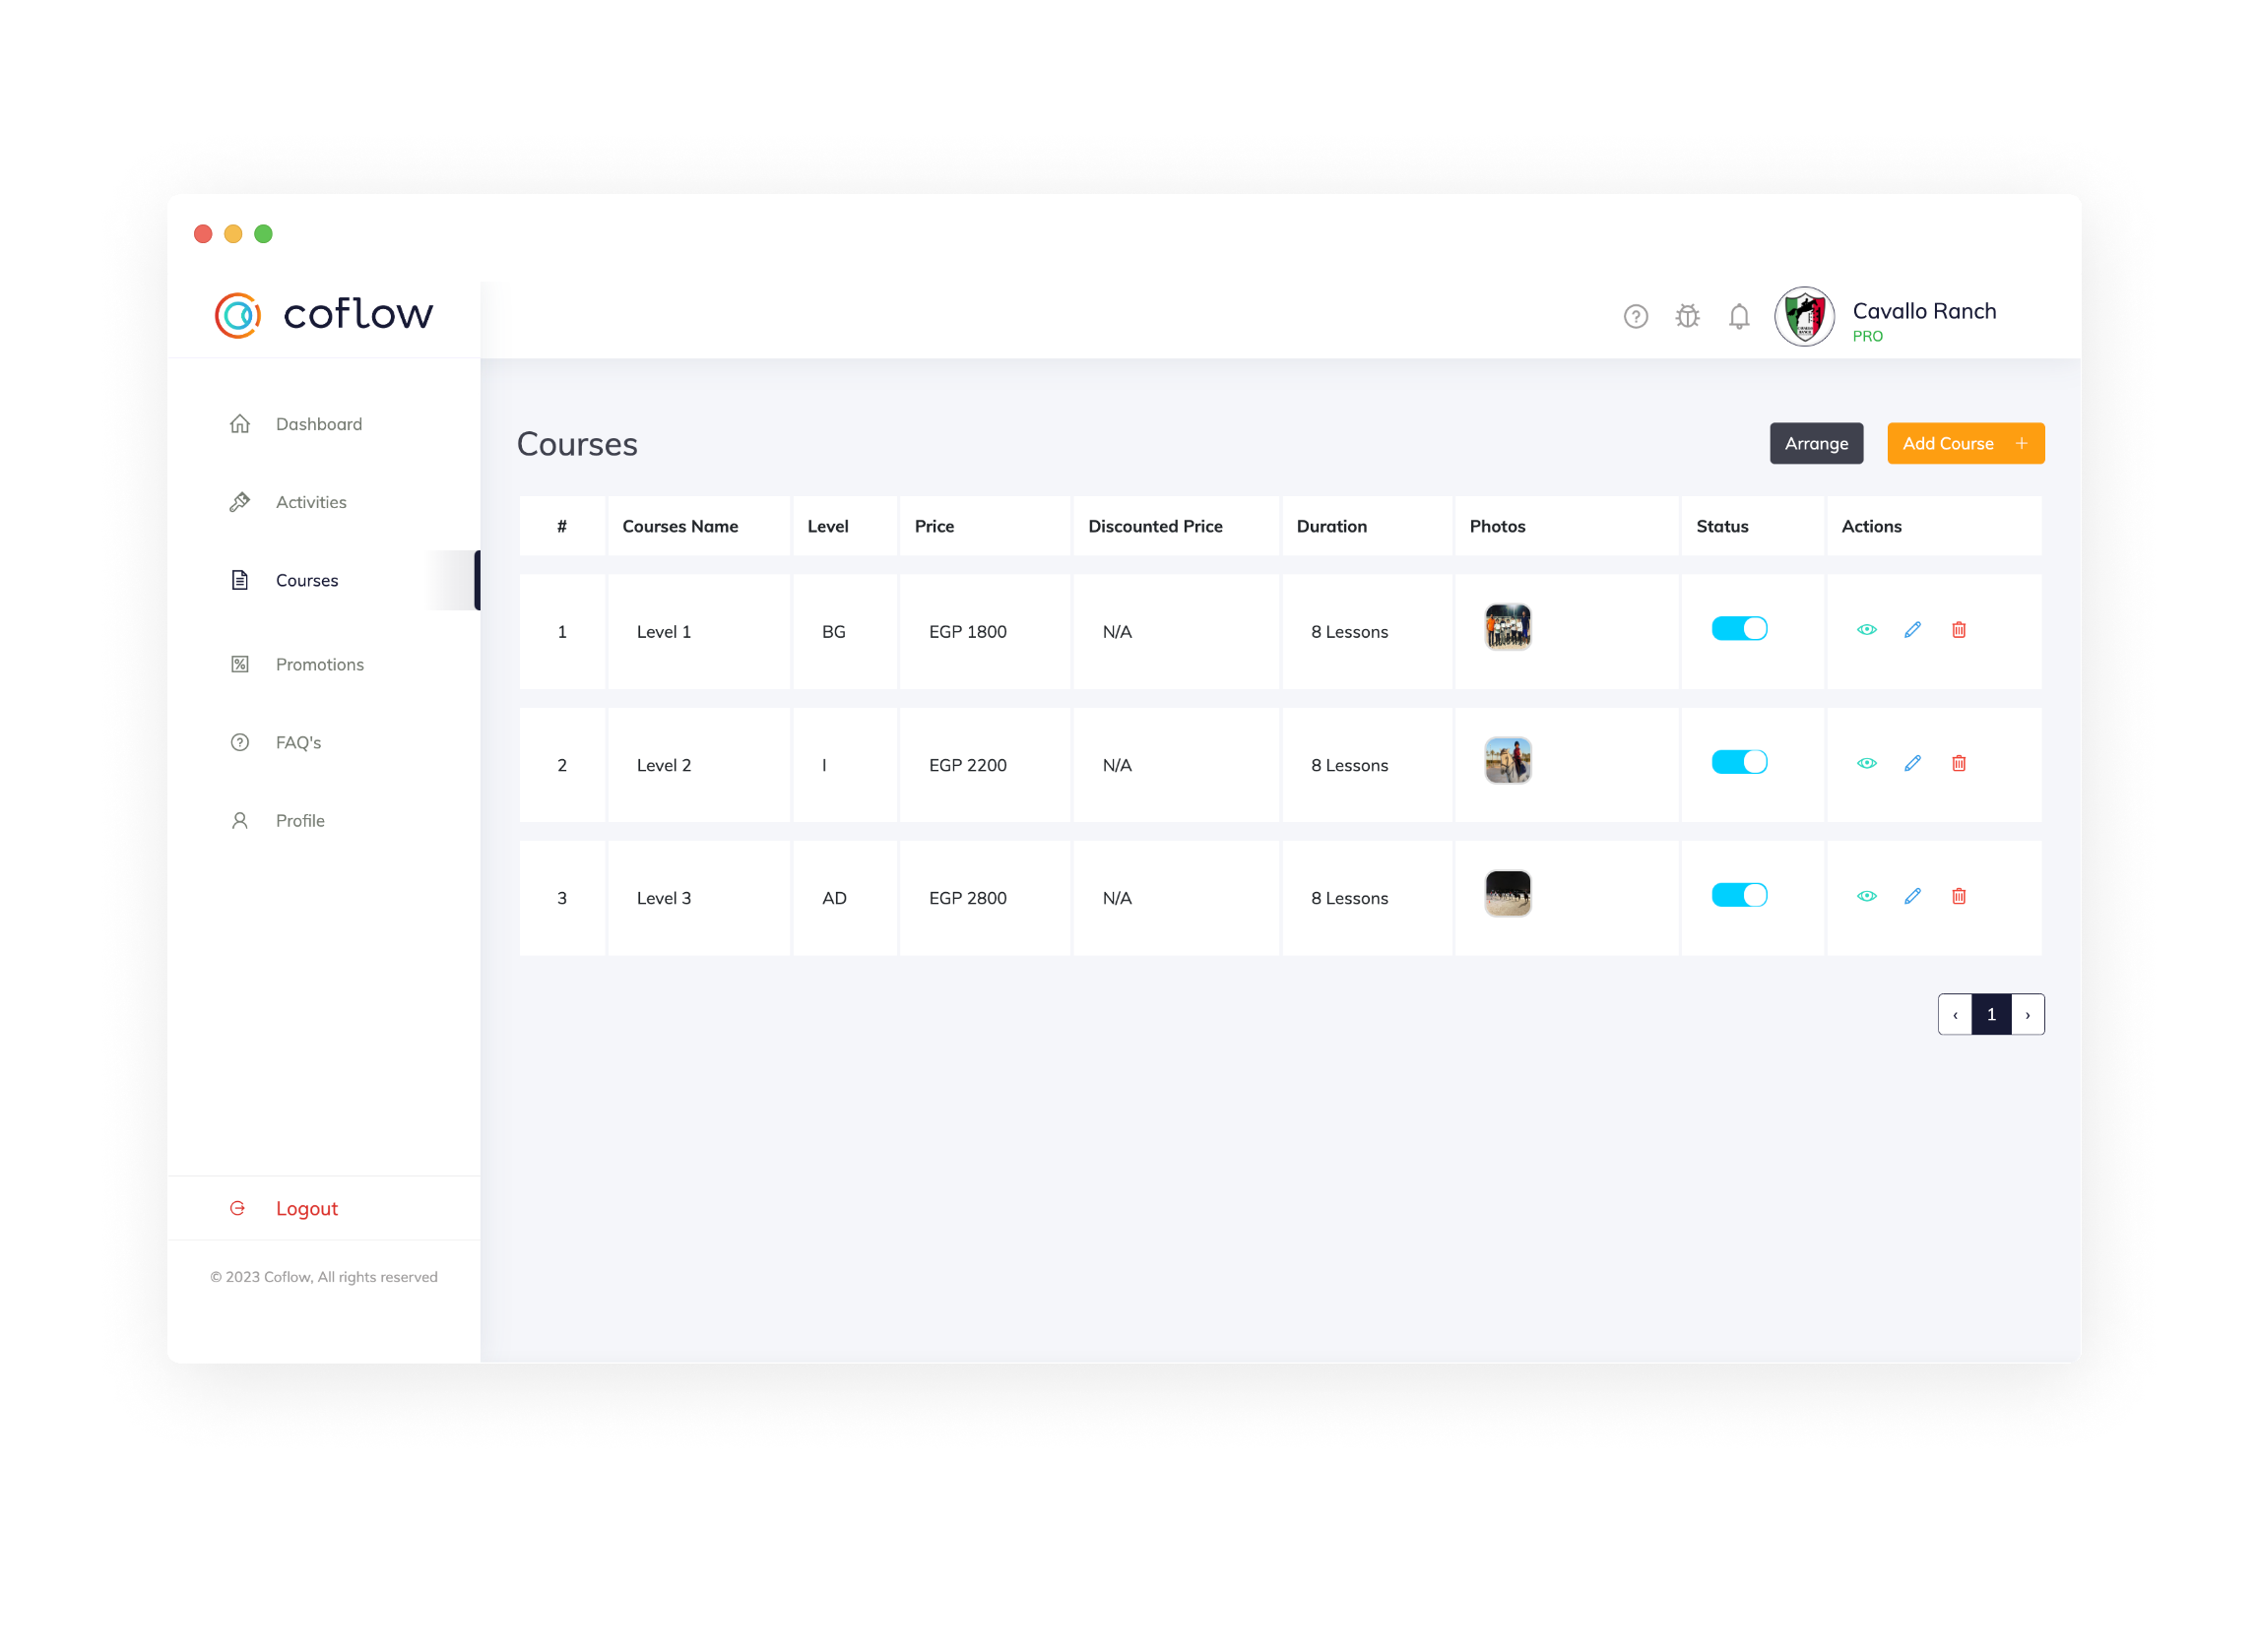 coflow
Cavallo Ranch
PRO
Dashboard
Activities
Courses
Promotions
FAQ's
Profile
Logout
© 2023 Coflow, All rights reserved
Courses
Arrange
Add Course +
# Courses Name Level Price Discounted Price Duration Photos Status Actions
1 Level 1 BG EGP 1800 N/A 8 Lessons
2 Level 2 I EGP 2200 N/A 8 Lessons
3 Level 3 AD EGP 2800 N/A 8 Lessons
‹ 1 ›